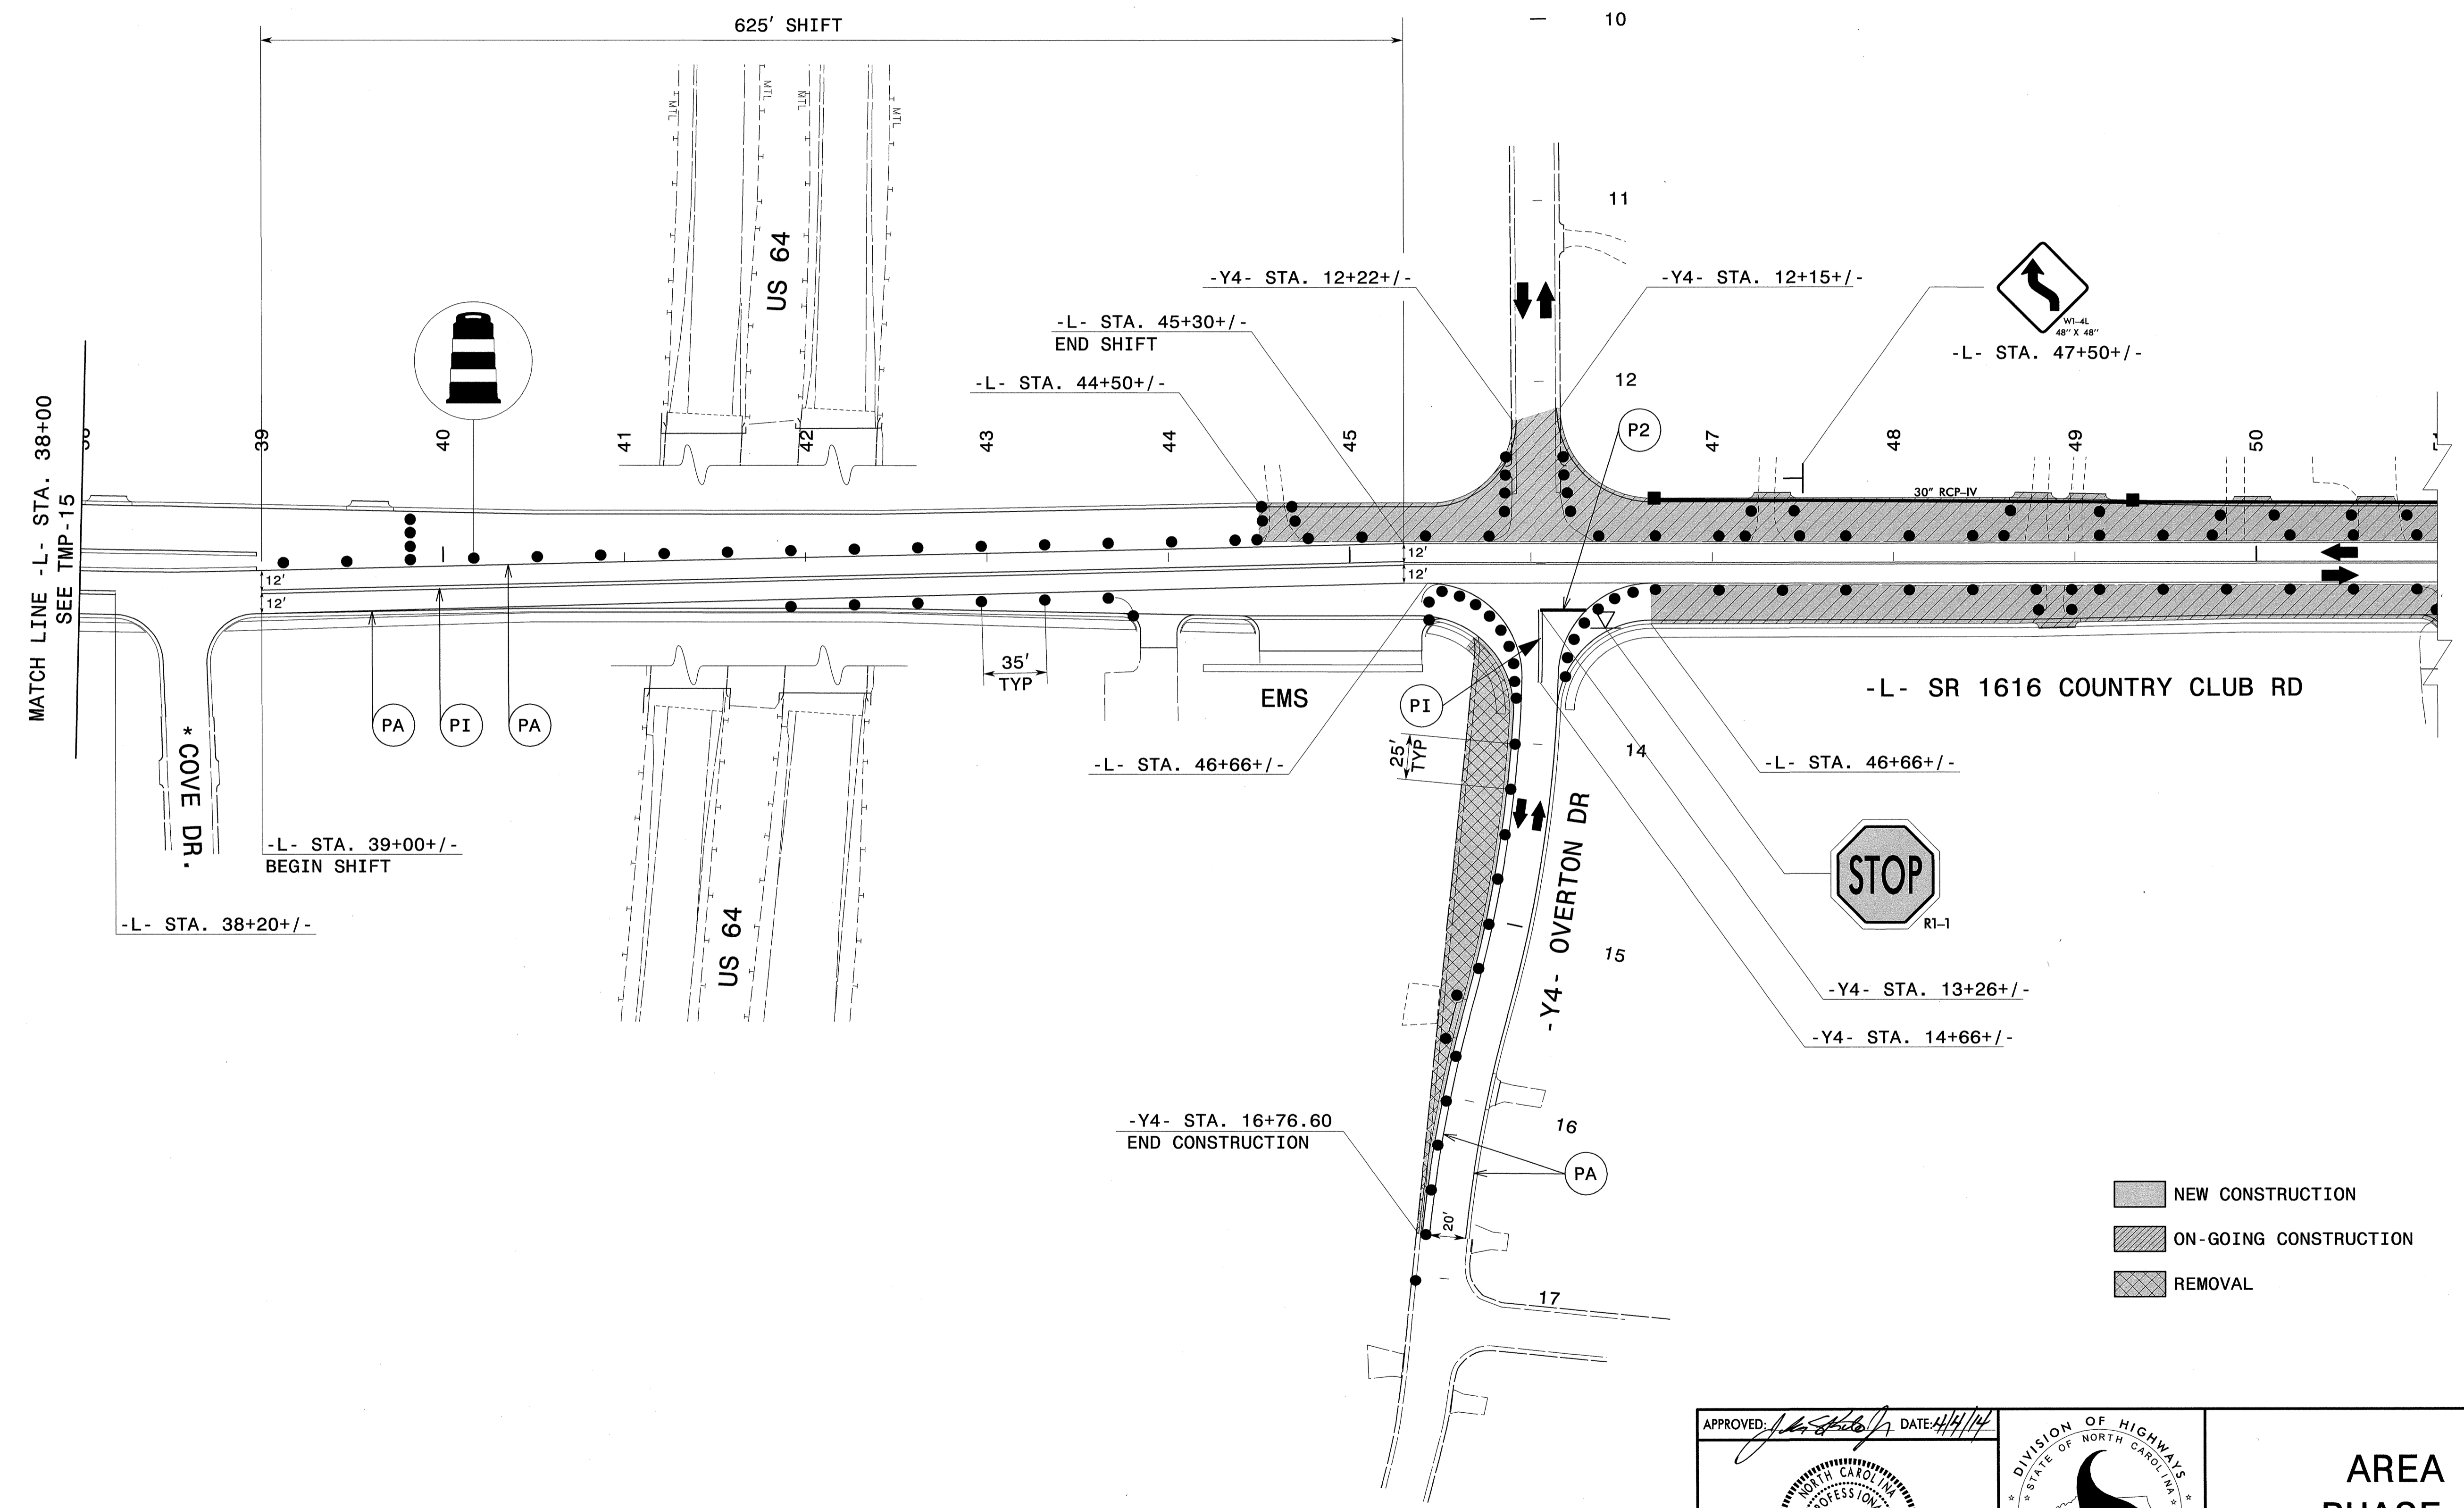 625' SHIFT
10
MTL
MTL
MTL
MTL
US 64
11
-Y4- STA. 12+22+/-
-Y4- STA. 12+15+/-
-L- STA. 45+30+/-
END SHIFT
W1-4L
48" X 48"
-L- STA. 47+50+/-
-L- STA. 44+50+/-
12
P2
MATCH LINE -L- STA. 38+00
SEE TMP-15
39
40
41
42
43
44
45
47
48
49
50
30" RCP-IV
12'
12'
12'
12'
35'
TYP
EMS
PA
PI
PA
PI
-L- SR 1616 COUNTRY CLUB RD
*COVE DR.
25'
TYP
14
-L- STA. 46+66+/-
-L- STA. 46+66+/-
-L- STA. 39+00+/-
BEGIN SHIFT
STOP
R1-1
-L- STA. 38+20+/-
US 64
-Y4- OVERTON DR
15
-Y4- STA. 13+26+/-
-Y4- STA. 14+66+/-
-Y4- STA. 16+76.60
END CONSTRUCTION
16
PA
20'
17
NEW CONSTRUCTION
ON-GOING CONSTRUCTION
REMOVAL
APPROVED: DATE: 4/4/14
NORTH CAROLINA
DIVISION OF HIGHWAYS
STATE OF NORTH CAROLINA
AREA